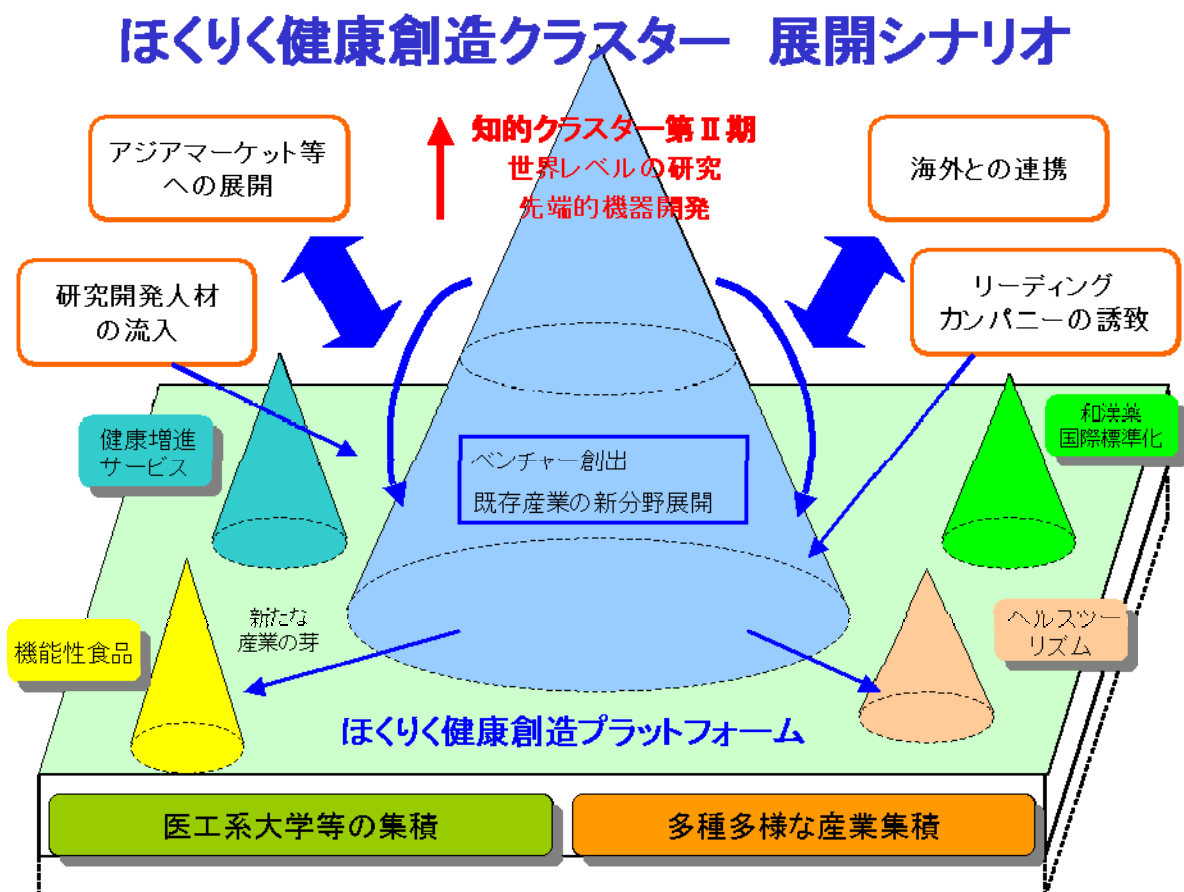 ほくりく健康創造クラスター 展開シナリオ
知的クラスター第Ⅱ期
世界レベルの研究
先端的機器開発
アジアマーケット等
への展開
海外との連携
研究開発人材
の流入
リーディング
カンパニーの誘致
健康増進
サービス
和漢薬
国際標準化
ベンチャー創出
既存産業の新分野展開
機能性食品
新たな
産業の芽
ヘルスツー
リズム
ほくりく健康創造プラットフォーム
医工系大学等の集積
多種多様な産業集積